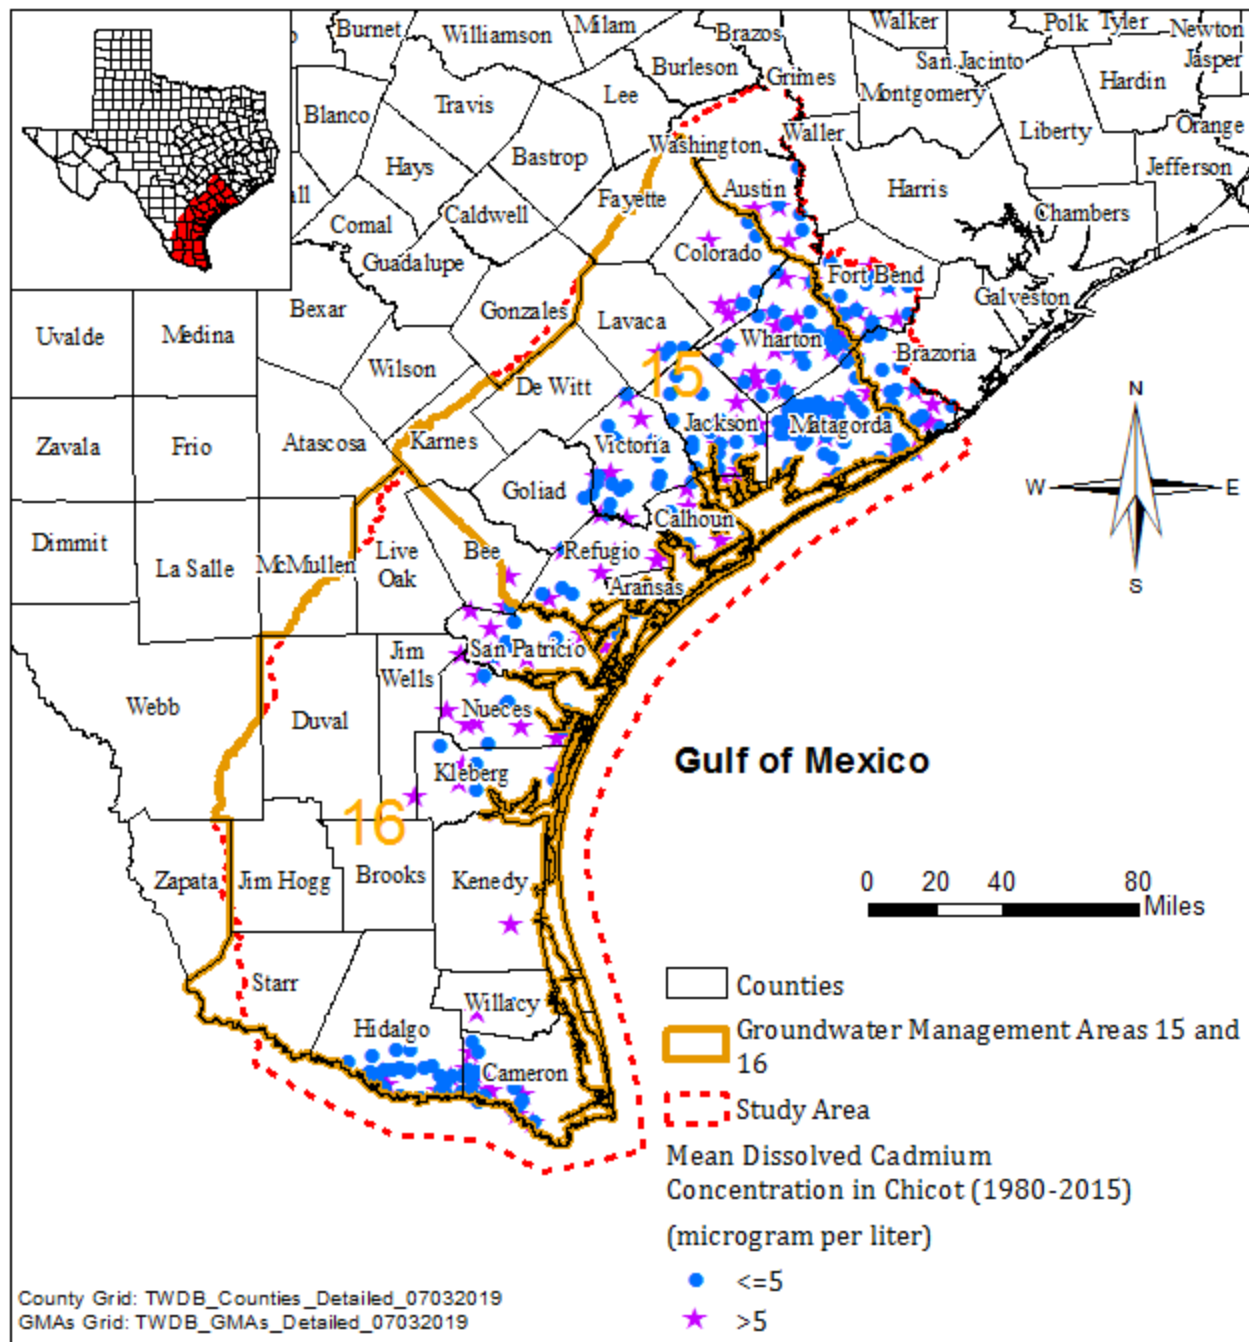 Burnet
Williamson
Milam
Brazos
Walker
Polk
Tyler
Newton
San Jacinto
Jasper
Burleson
Grimes
Hardin
Blanco
Travis
Lee
Montgomery
Liberty
Orange
Washington
Waller
Hays
Bastrop
Jefferson
Austin
Harris
all
Fayette
Comal
Caldwell
Chambers
Colorado
Guadalupe
Fort Bend
Galveston
Bexar
Gonzales
Lavaca
Uvalde
Medina
Wharton
Brazoria
Wilson
15
De Witt
N
Jackson
Matagorda
Zavala
Frio
Atascosa
Karnes
Victoria
Goliad
W
E
Calhoun
Dimmit
Bee
Refugio
La Salle
McMullen
Live
Oak
Aransas
S
San Patricio
Jim
Wells
Webb
Duval
Nueces
Gulf of Mexico
Kleberg
16
Zapata
Jim Hogg
Brooks
Kenedy
0 20 40 80
Miles
Starr
Willacy
Hidalgo
Cameron
Counties
Groundwater Management Areas 15 and
16
Study Area
Mean Dissolved Cadmium
Concentration in Chicot (1980-2015)
(microgram per liter)
<=5
>5
County Grid: TWDB_Counties_Detailed_07032019
GMAs Grid: TWDB_GMAs_Detailed_07032019